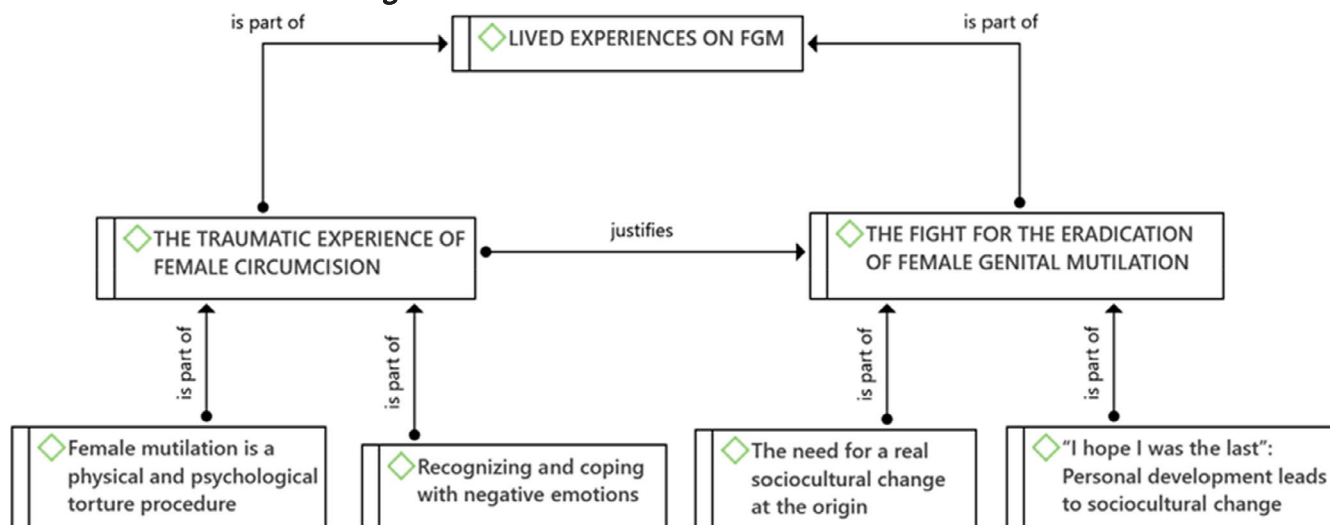 is part of
LIVED EXPERIENCES ON FGM
is part of
THE TRAUMATIC EXPERIENCE OF
FEMALE CIRCUMCISION
justifies
THE FIGHT FOR THE ERADICATION
OF FEMALE GENITAL MUTILATION
is part of
is part of
is part of
is part of
Female mutilation is a
physical and psychological
torture procedure
Recognizing and coping
with negative emotions
The need for a real
sociocultural change
at the origin
“I hope I was the last”:
Personal development leads
to sociocultural change